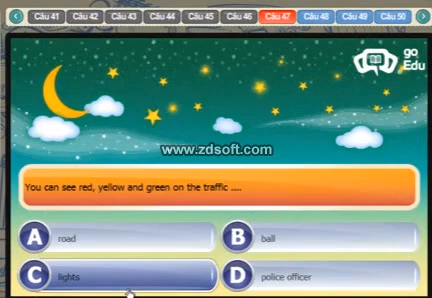 Câu 41 Câu 42 Câu 43 Câu 44 Câu 45 Câu 46 Câu 47 Câu 48 Câu 49 Câu 50
go
Edu
www.zdsoft.com
You can see red, yellow and green on the traffic ....
A road
B ball
C lights
D police officer